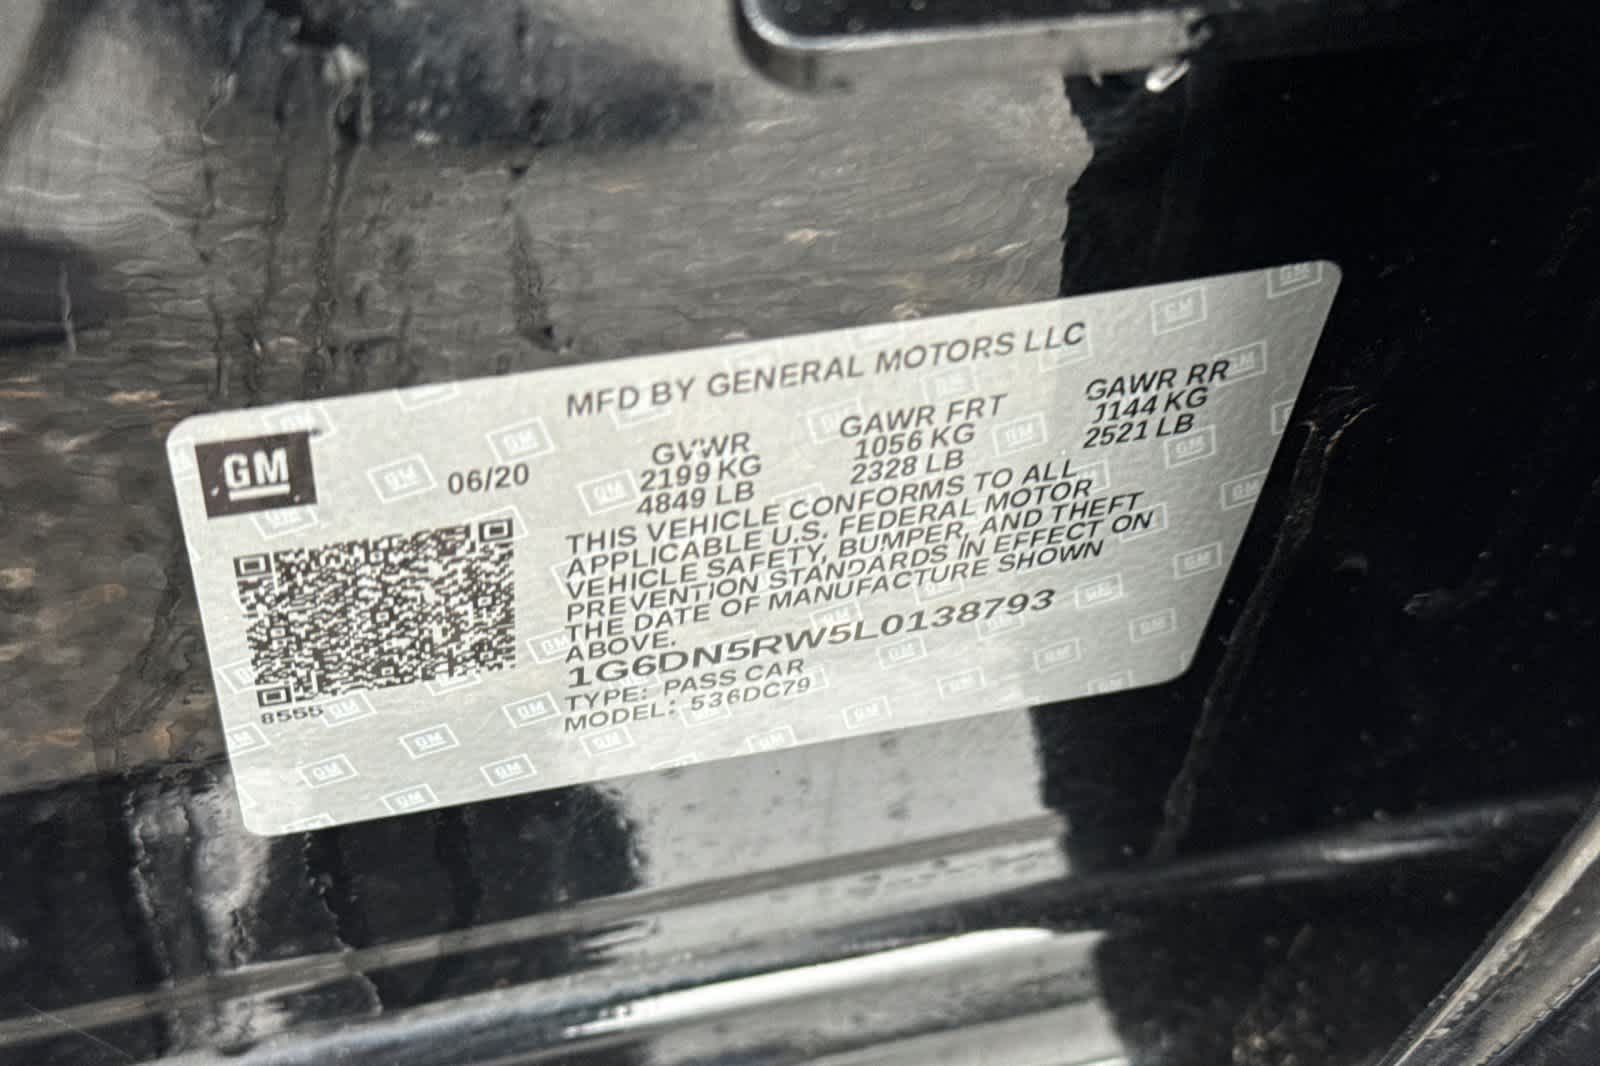 MFD BY GENERAL MOTORS LLC
GM
06/20
GVWR
2199 KG
4849 LB
GAWR FRT
1056 KG
2328 LB
GAWR RR
1144 KG
2521 LB
THIS VEHICLE CONFORMS TO ALL
APPLICABLE U.S. FEDERAL MOTOR
VEHICLE SAFETY, BUMPER, AND THEFT
PREVENTION STANDARDS IN EFFECT ON
THE DATE OF MANUFACTURE SHOWN
ABOVE.
1G6DN5RW5L0138793
TYPE: PASS CAR
MODEL: 536DC79
8555